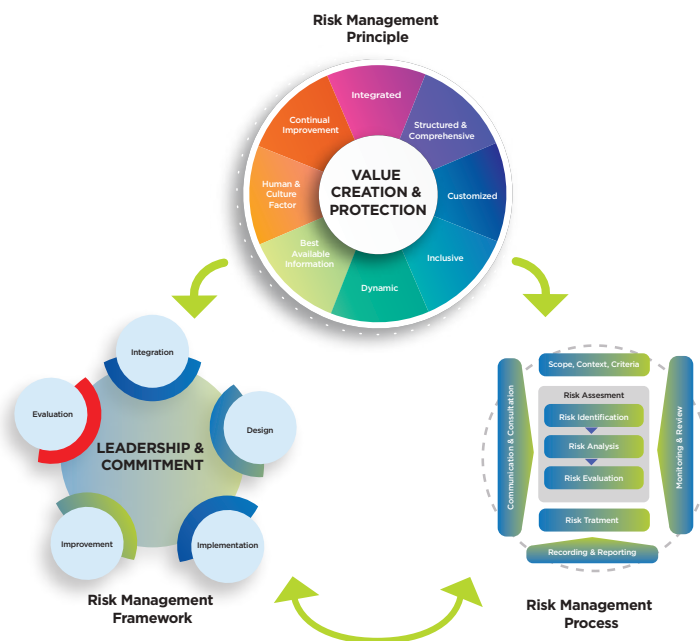 Risk Management
Principle
Integrated
Structured &
Comprehensive
Customized
Inclusive
Dynamic
Best
Available
Information
Human &
Culture
Factor
Continual
Improvement
VALUE
CREATION &
PROTECTION
Integration
Evaluation
Design
LEADERSHIP &
COMMITMENT
Improvement
Implementation
Risk Management
Framework
Communication & Consultation
Scope, Context, Criteria
Risk Assesment
Risk Identification
Risk Analysis
Risk Evaluation
Risk Tratment
Monitoring & Review
Recording & Reporting
Risk Management
Process